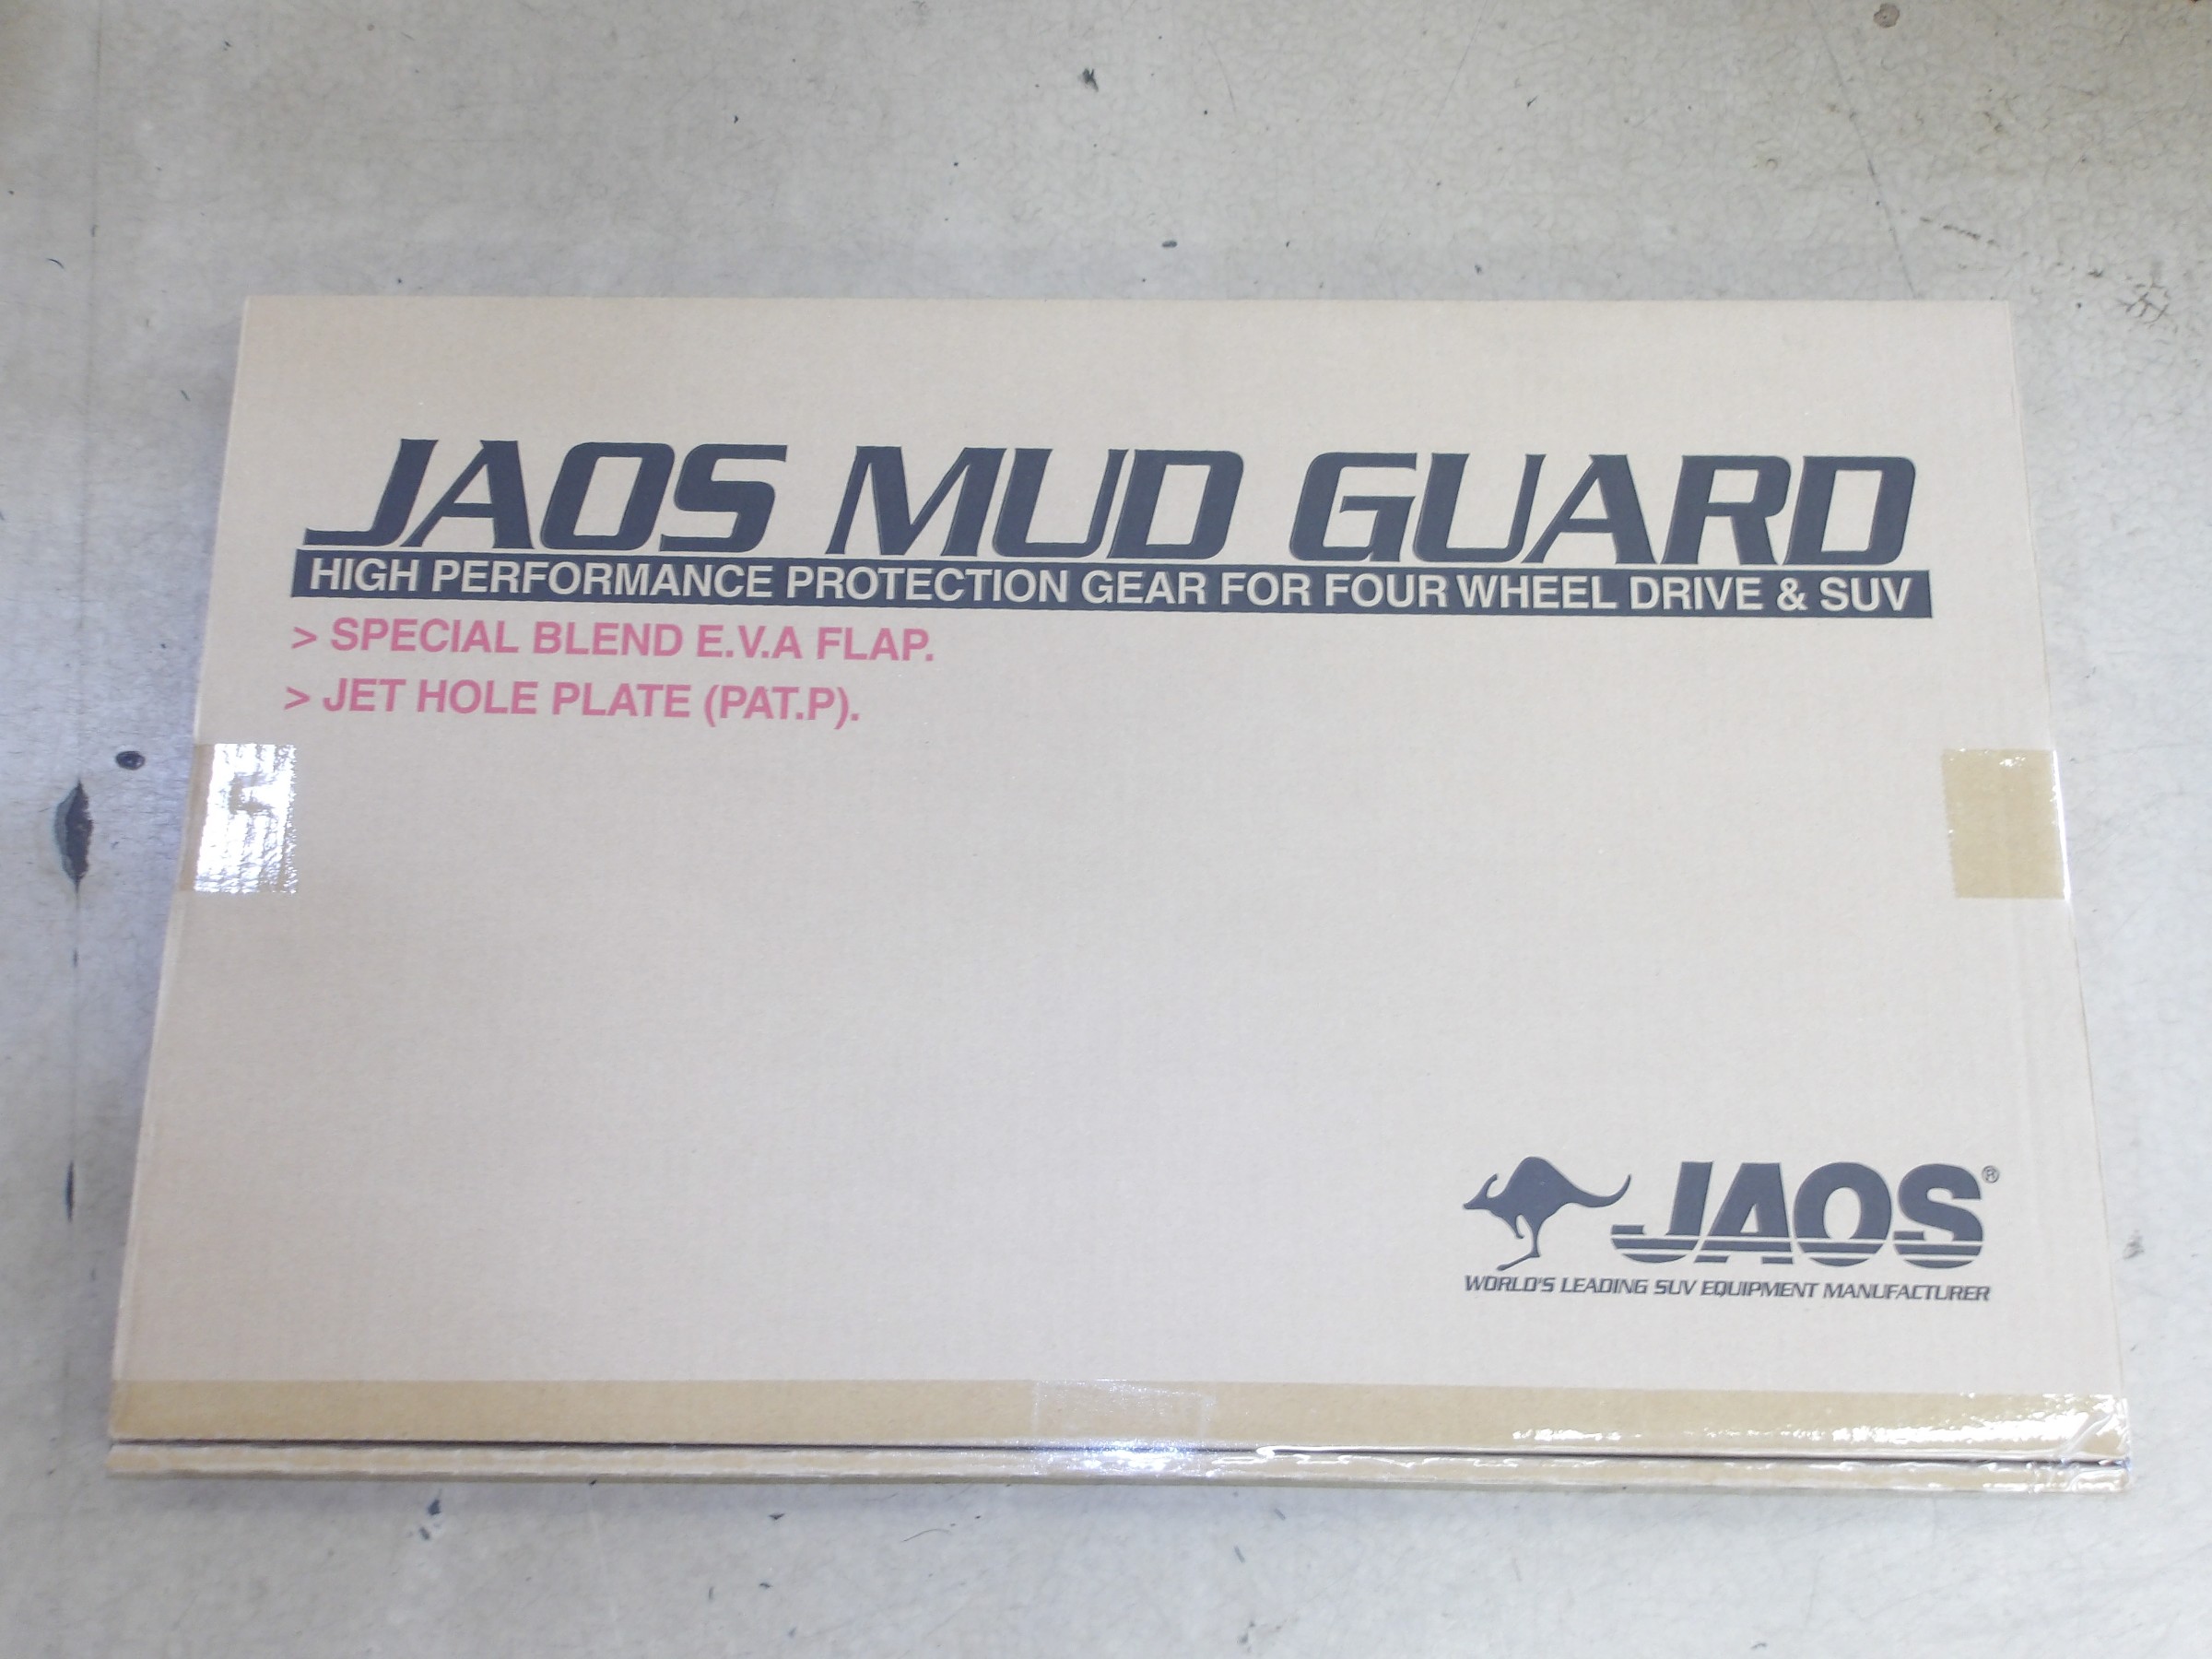 JAOS MUD GUARD
HIGH PERFORMANCE PROTECTION GEAR FOR FOUR WHEEL DRIVE & SUV
> SPECIAL BLEND E.V.A FLAP.
> JET HOLE PLATE (PAT.P).
JAOS®
WORLD'S LEADING SUV EQUIPMENT MANUFACTURER